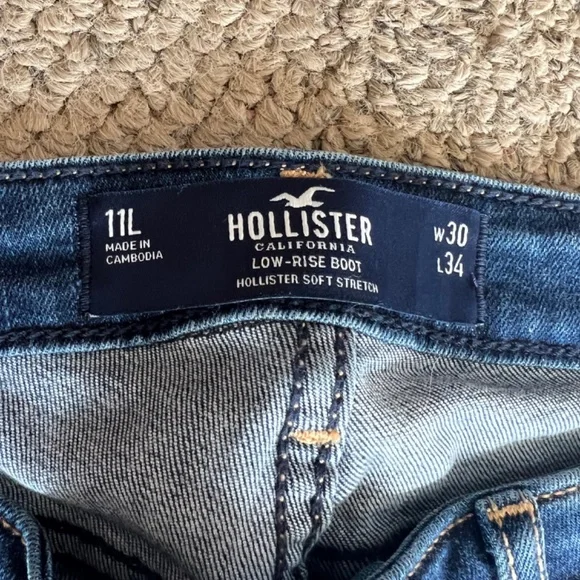 11L
MADE IN
CAMBODIA
HOLLISTER
CALIFORNIA
LOW-RISE BOOT
HOLLISTER SOFT STRETCH
W30
L34